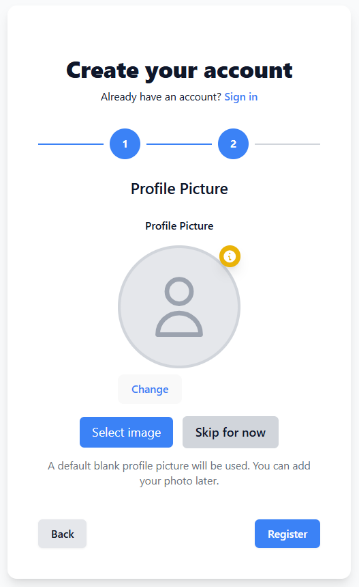 Create your account
Already have an account? Sign in
1 2
Profile Picture
Profile Picture
i
Change
Select image Skip for now
A default blank profile picture will be used. You can add
your photo later.
Back Register